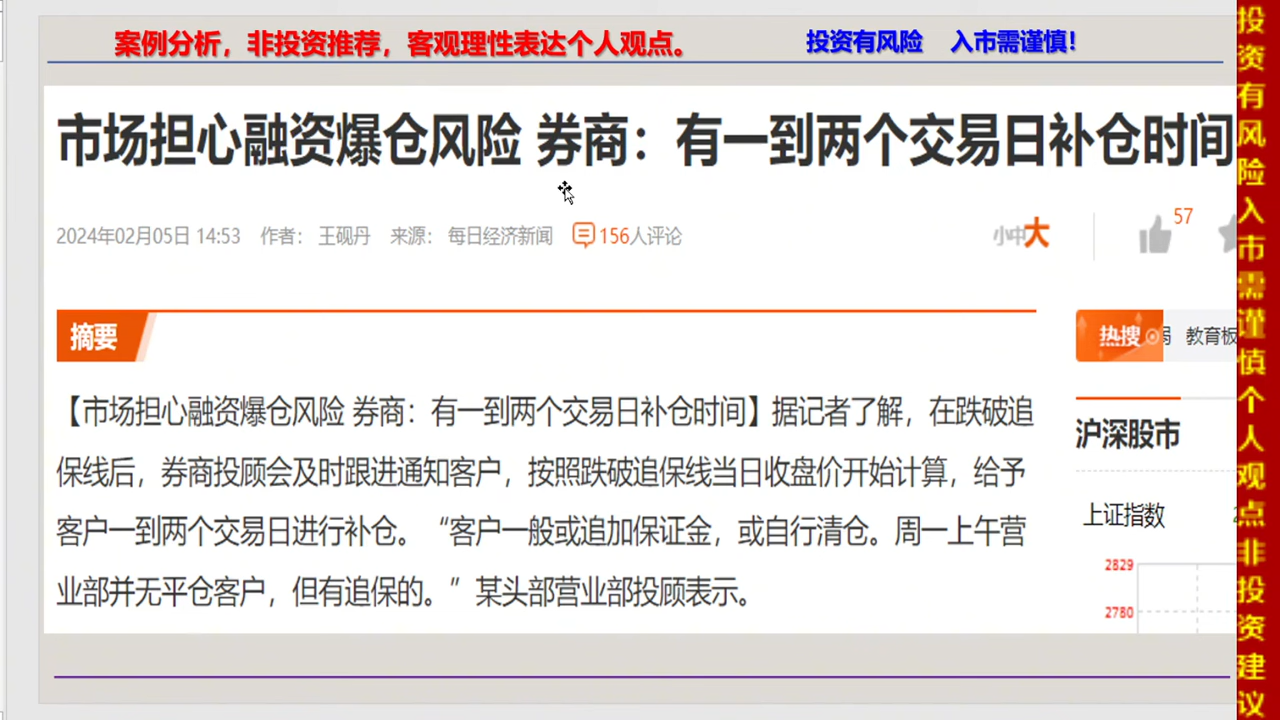 案例分析，非投资推荐，客观理性表达个人观点。
投资有风险 入市需谨慎！
市场担心融资爆仓风险 券商：有一到两个交易日补仓时间
2024年02月05日 14:53 作者： 王砚丹 来源： 每日经济新闻 156人评论
小中大
57
摘要
【市场担心融资爆仓风险 券商：有一到两个交易日补仓时间】据记者了解，在跌破追
保线后，券商投顾会及时跟进通知客户，按照跌破追保线当日收盘价开始计算，给予
客户一到两个交易日进行补仓。“客户一般或追加保证金，或自行清仓。周一上午营
业部并无平仓客户，但有追保的。”某头部营业部投顾表示。
热搜 教育板
沪深股市
上证指数
2829
2780
投资有风险入市需谨慎个人观点非投资建议